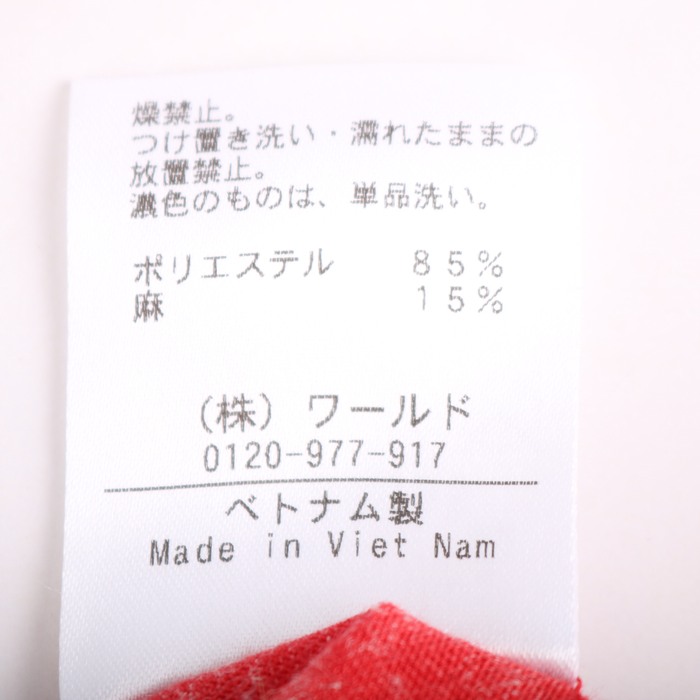 燥禁止。
つけ置き洗い・濡れたままの
放置禁止。
濃色のものは、単品洗い。
ポリエステル 85%
麻 15%
(株) ワールド
0120-977-917
ベトナム製
Made in Viet Nam